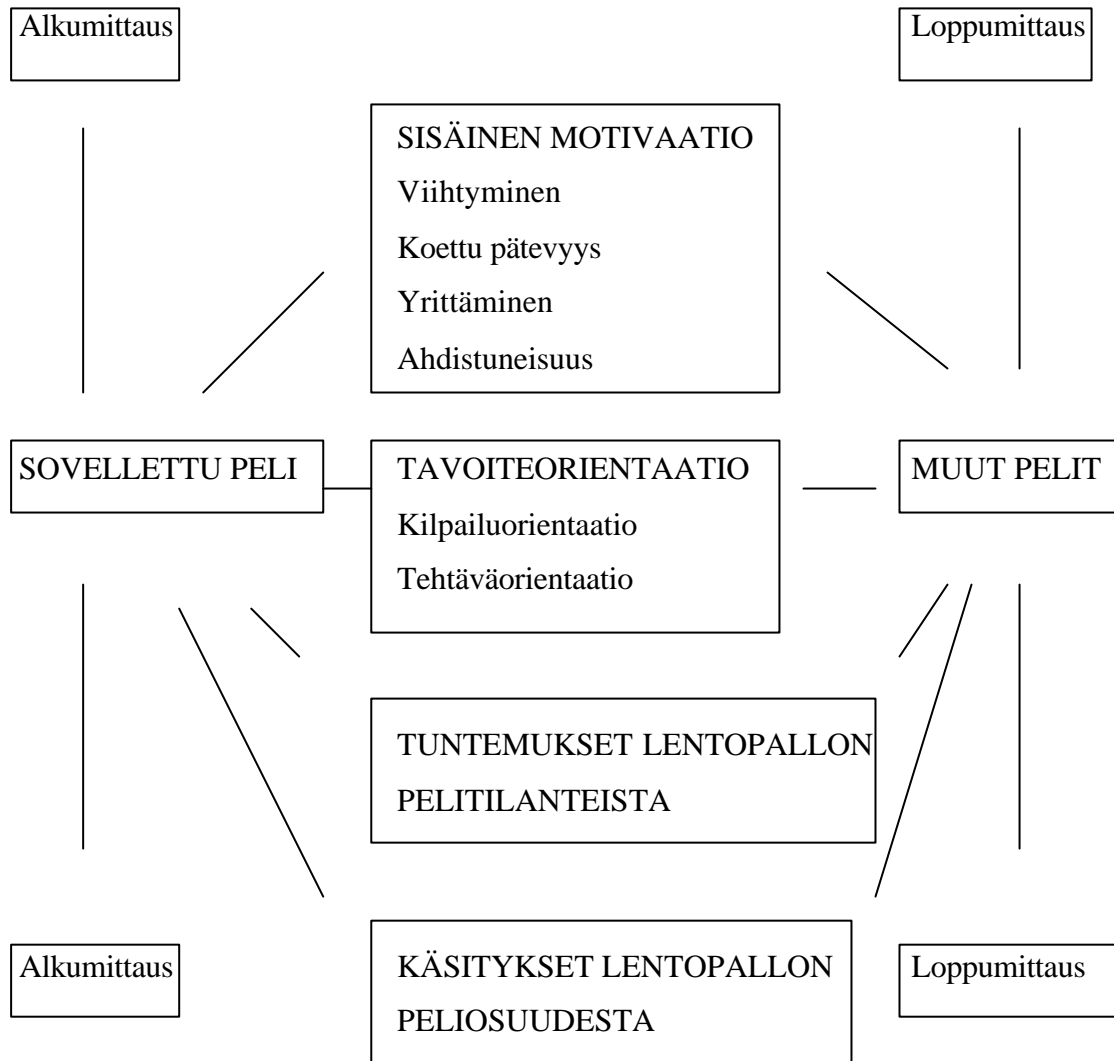 Alkumittaus
Loppumittaus
SISÄINEN MOTIVAATIO
Viihtyminen
Koettu pätevyys
Yrittäminen
Ahdistuneisuus
SOVELLETTU PELI
TAVOITEORIENTAATIO
Kilpailuorientaatio
Tehtäväorientaatio
MUUT PELIT
TUNTEMUKSET LENTOPALLON
PELITILANTEISTA
Alkumittaus
KÄSITYKSET LENTOPALLON
PELIOSUUDESTA
Loppumittaus